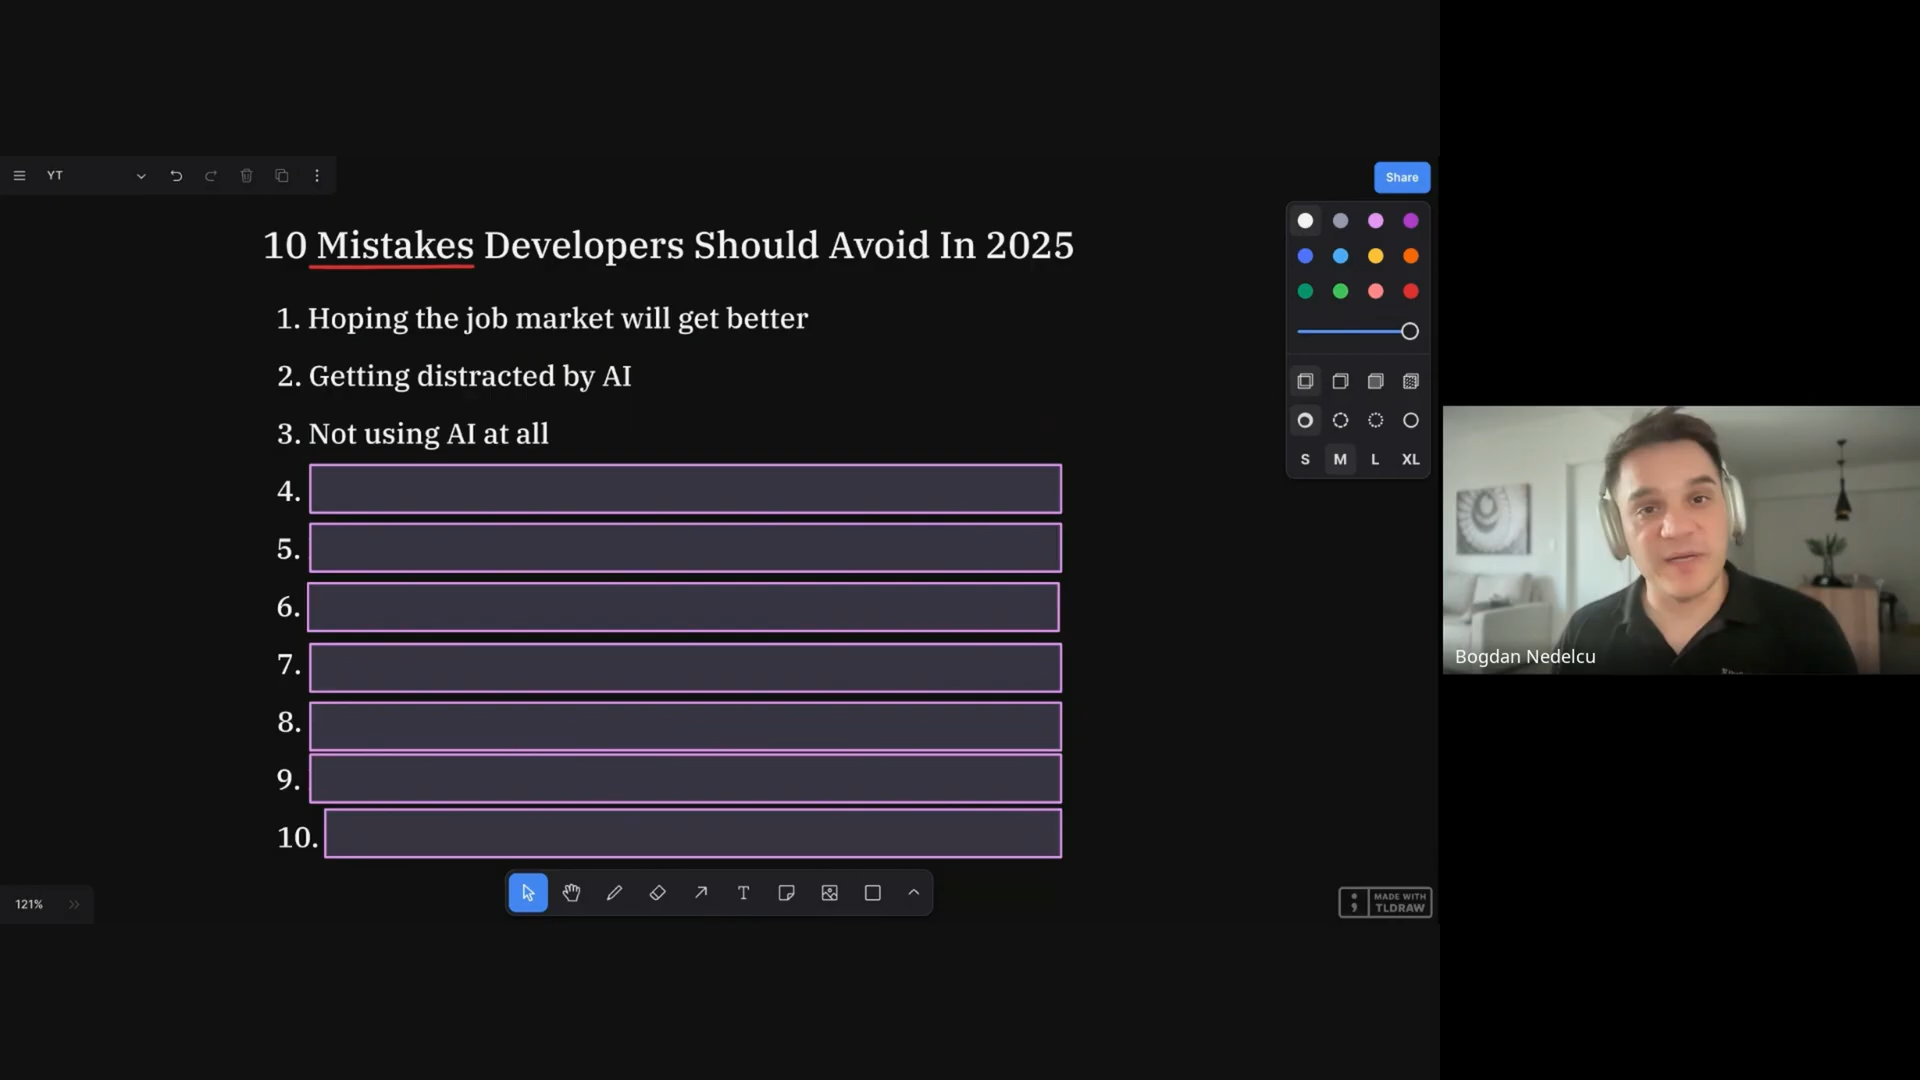 YT
Share
10 Mistakes Developers Should Avoid In 2025
1. Hoping the job market will get better
2. Getting distracted by AI
3. Not using AI at all
4.
5.
6.
7.
8.
9.
10.
S M L XL
Bogdan Nedelcu
121%
MADE WITH
TLDRAW